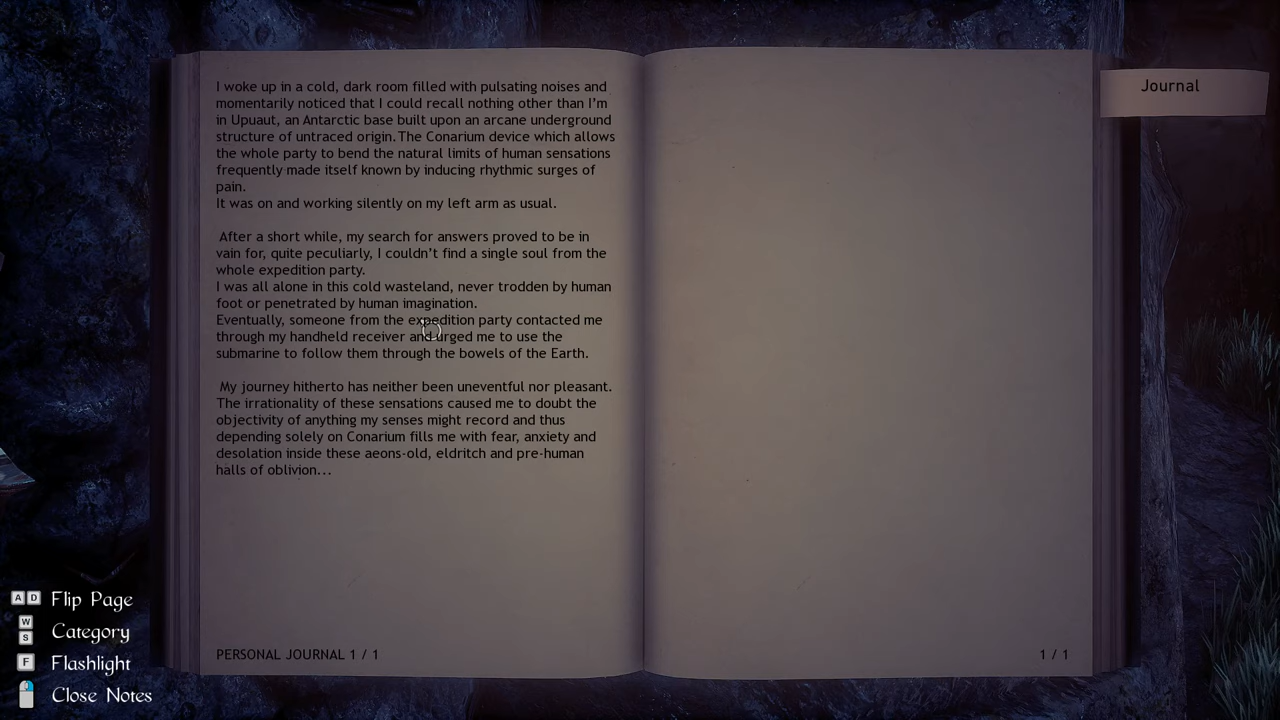 I woke up in a cold, dark room filled with pulsating noises and
momentarily noticed that I could recall nothing other than I'm
in Upuaut, an Antarctic base built upon an arcane underground
structure of untraced origin. The Conarium device which allows
the whole party to bend the natural limits of human sensations
frequently made itself known by inducing rhythmic surges of
pain.
It was on and working silently on my left arm as usual.
After a short while, my search for answers proved to be in
vain for, quite peculiarly, I couldn't find a single soul from the
whole expedition party.
I was all alone in this cold wasteland, never trodden by human
foot or penetrated by human imagination.
Eventually, someone from the expedition party contacted me
through my handheld receiver and urged me to use the
submarine to follow them through the bowels of the Earth.
My journey hitherto has neither been uneventful nor pleasant.
The irrationality of these sensations caused me to doubt the
objectivity of anything my senses might record and thus
depending solely on Conarium fills me with fear, anxiety and
desolation inside these aeons-old, eldritch and pre-human
halls of oblivion...
PERSONAL JOURNAL 1 / 1
1 / 1
Journal
A D Flip Page
W
S Category
F Flashlight
Close Notes